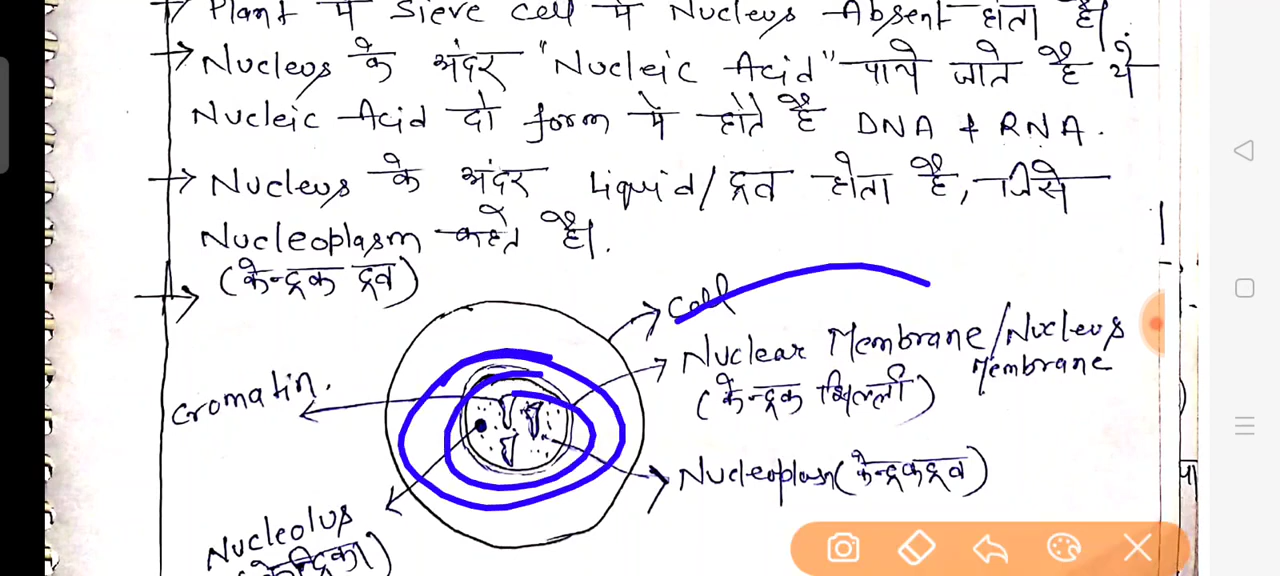 → Plant में Sieve cell में Nucleus Absent होता है।
→ Nucleus के अंदर "Nucleic Acid" पाये जाते है ये
Nucleic Acid दो form में होते है DNA & RNA.
→ Nucleus के अंदर Liquid/द्रव होता है, जिसे
Nucleoplasm कहते है।
(केन्द्रक द्रव)
→ Cell
Nuclear Membrane/Nucleus Membrane
(केन्द्रक झिल्ली)
Cromatin.
Nucleoplasm (केन्द्रकद्रव)
Nucleolus
(केन्द्रिका)